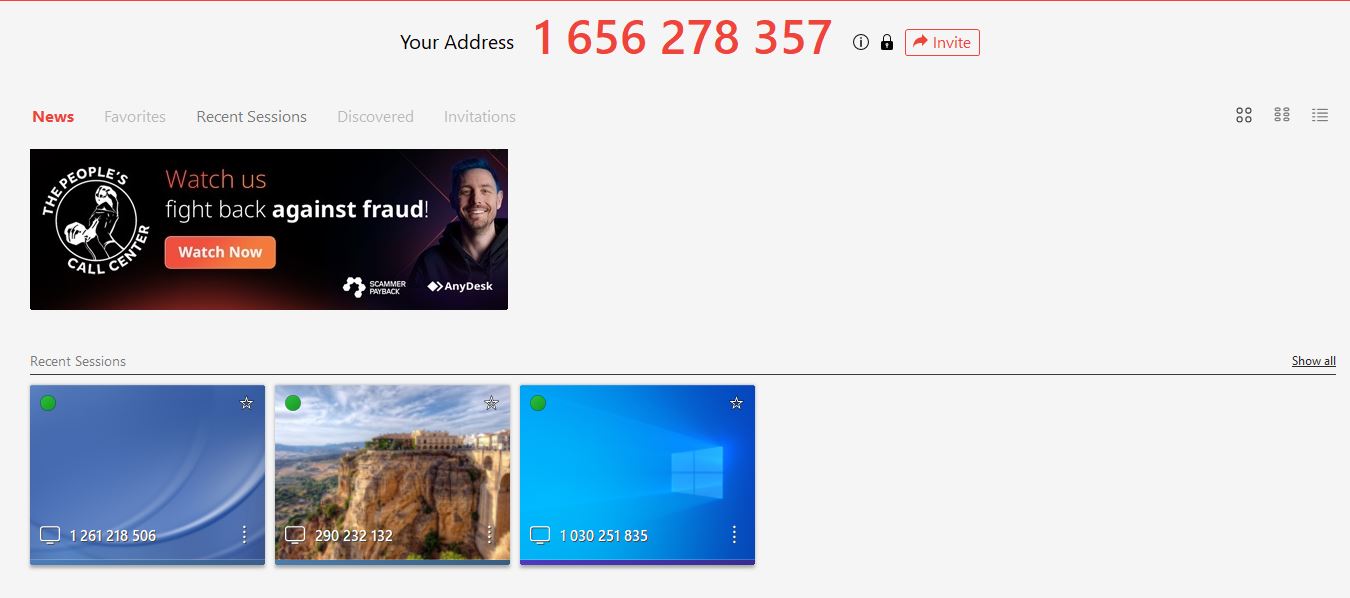 Your Address 1 656 278 357 Invite
News Favorites Recent Sessions Discovered Invitations
THE PEOPLE'S
CALL CENTER
Watch us
fight back against fraud!
Watch Now
SCAMMER
PAYBACK
AnyDesk
Recent Sessions Show all
1 261 218 506 290 232 132 1 030 251 835